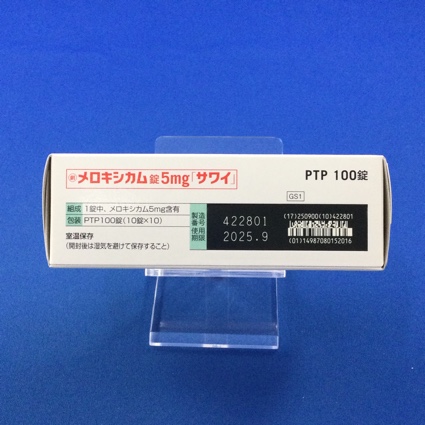 劇 メロキシカム錠5mg「サワイ」
PTP 100錠
GS1
組成 1錠中、メロキシカム5mg含有
包装 PTP100錠(10錠×10)
室温保存
(開封後は湿気を避けて保存すること)
製造番号 422801
使用期限 2025.9
(17)250900(10)422801
(01)14987080152016